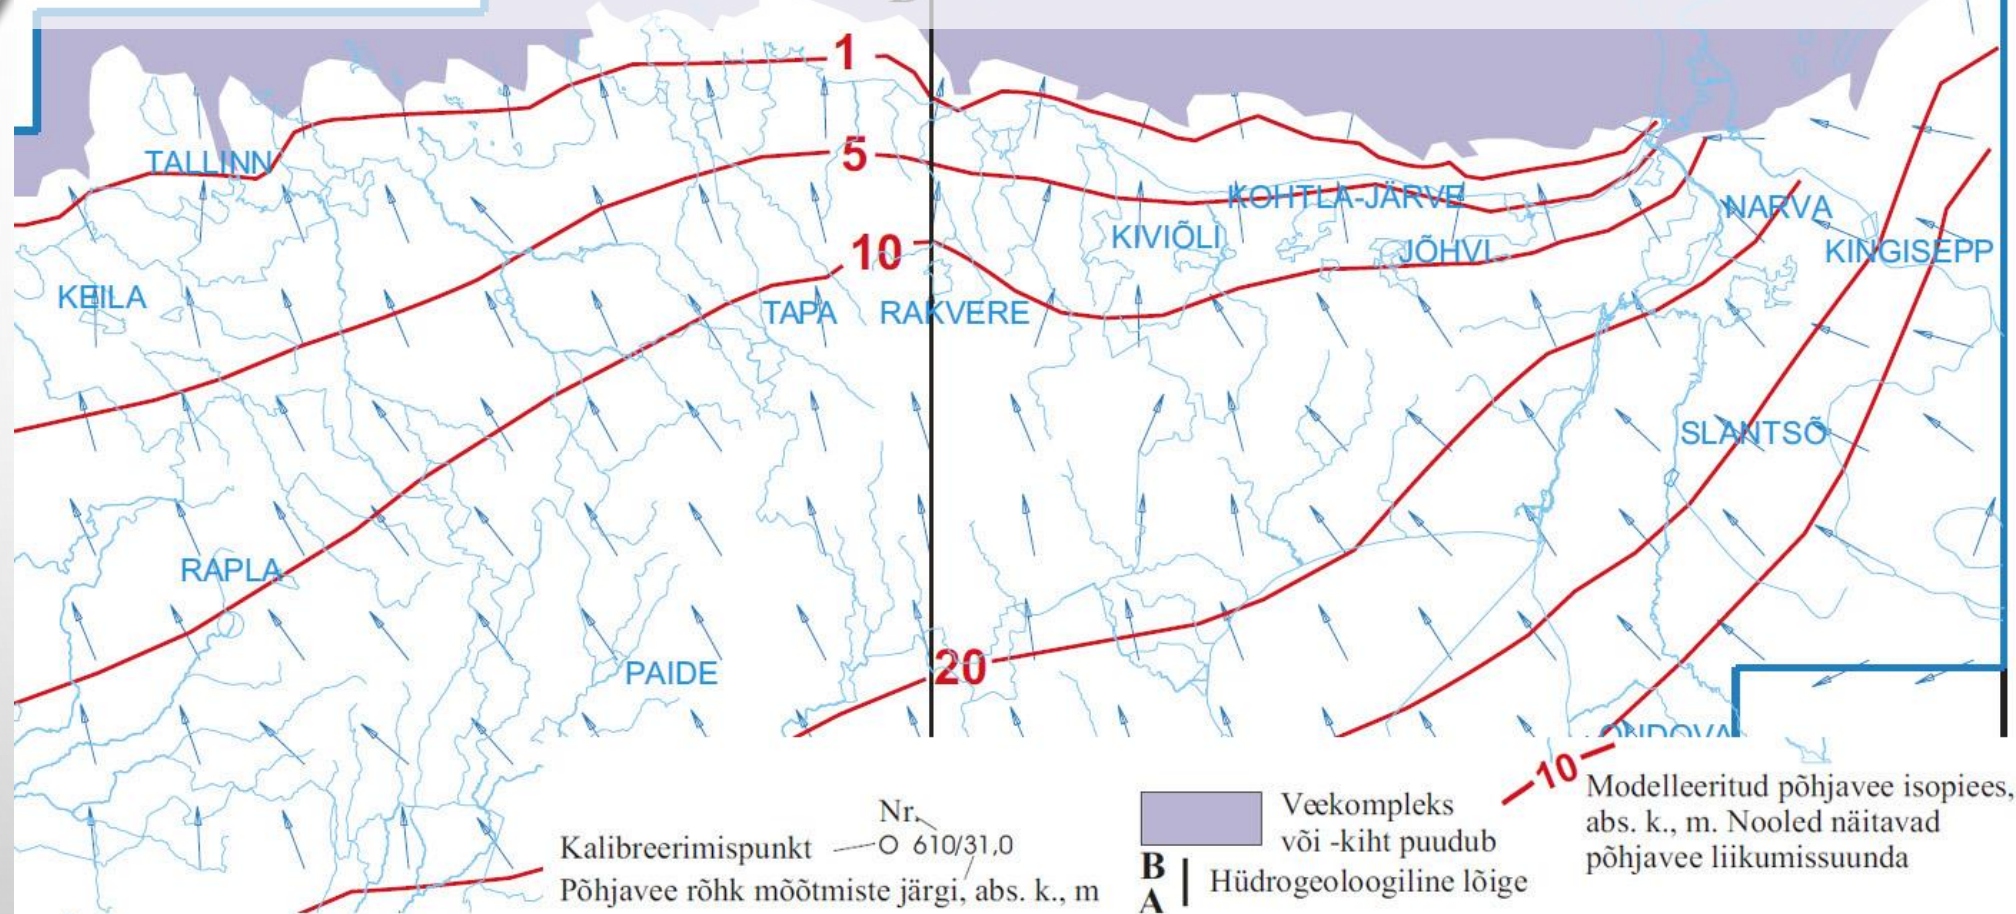 1
TALLINN
5
KOHTLA-JÄRVE
NARVA
KIVIÕLI
JÕHVI
KINGISEPP
10
KEILA
TAPA
RAKVERE
SLANTSÕ
RAPLA
PAIDE
20
Nr.
Kalibreerimispunkt
610/31,0
Põhjavee rõhk mõõtmiste järgi, abs. k., m
Veekompleks
või -kiht puudub
B
A
Hüdrogeoloogiline lõige
10
Modelleeritud põhjavee isopiees,
abs. k., m. Nooled näitavad
põhjavee liikumissuunda